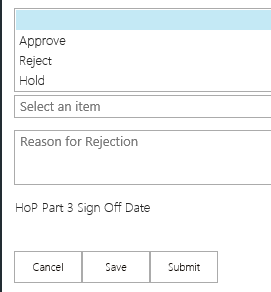 Approve
Reject
Hold
Select an item
Reason for Rejection
HoP Part 3 Sign Off Date
Cancel Save Submit